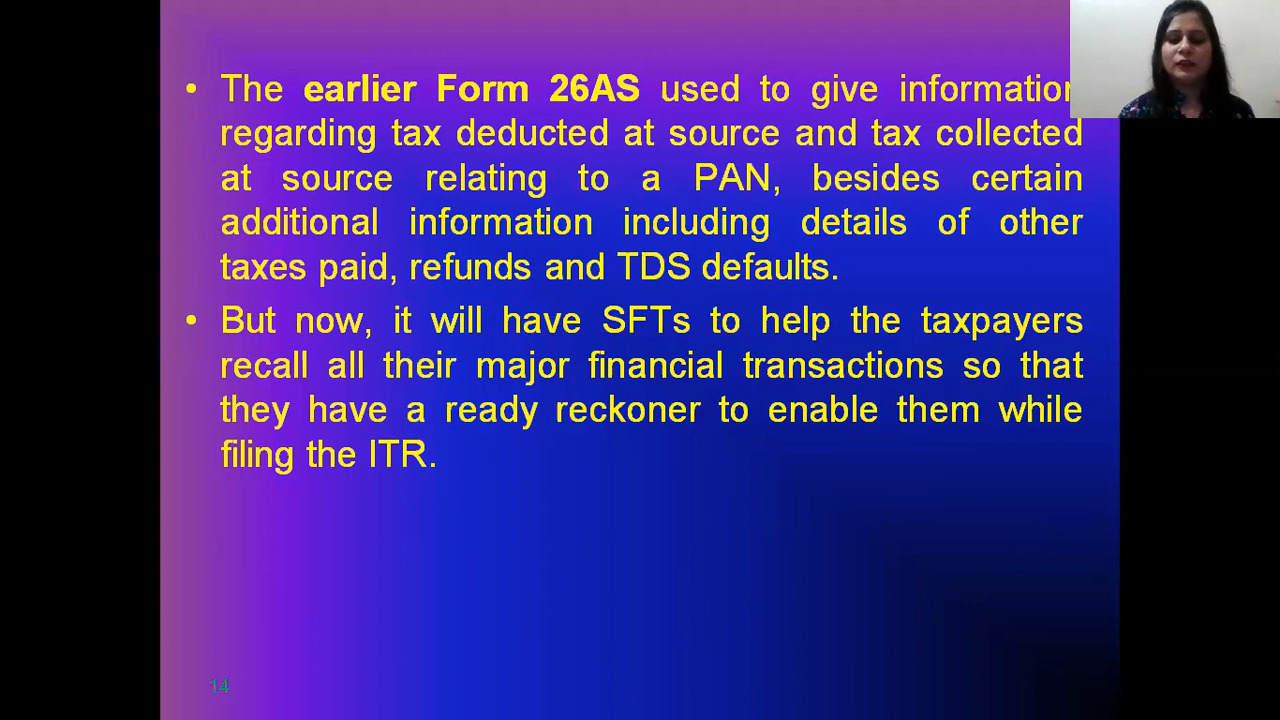 • The earlier Form 26AS used to give information
regarding tax deducted at source and tax collected
at source relating to a PAN, besides certain
additional information including details of other
taxes paid, refunds and TDS defaults.
• But now, it will have SFTs to help the taxpayers
recall all their major financial transactions so that
they have a ready reckoner to enable them while
filing the ITR.
14